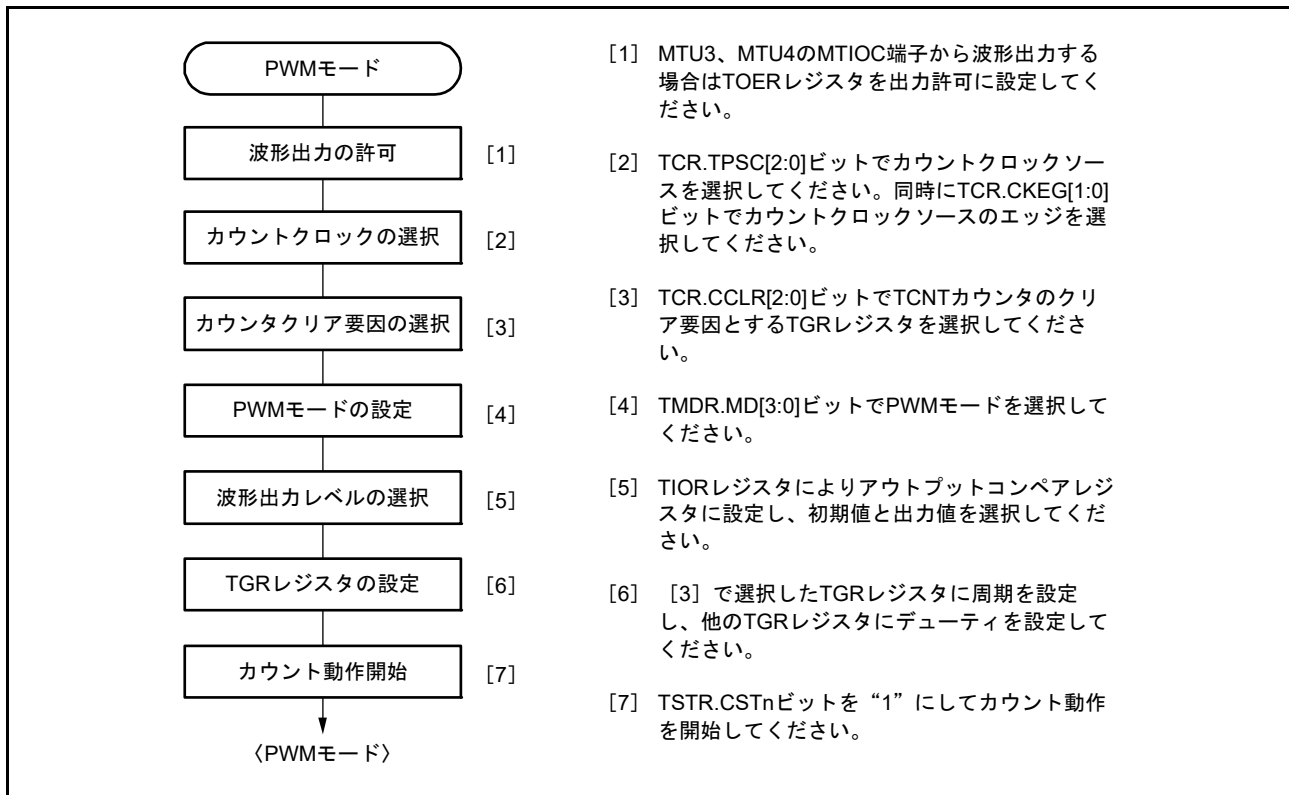 PWMモード
波形出力の許可 [1]
カウントクロックの選択 [2]
カウンタクリア要因の選択 [3]
PWMモードの設定 [4]
波形出力レベルの選択 [5]
TGRレジスタの設定 [6]
カウント動作開始 [7]
〈PWMモード〉
[1] MTU3、MTU4のMTIOC端子から波形出力する
場合はTOERレジスタを出力許可に設定してく
ださい。
[2] TCR.TPSC[2:0]ビットでカウントクロックソー
スを選択してください。同時にTCR.CKEG[1:0]
ビットでカウントクロックソースのエッジを選
択してください。
[3] TCR.CCLR[2:0]ビットでTCNTカウンタのクリ
ア要因とするTGRレジスタを選択してくださ
い。
[4] TMDR.MD[3:0]ビットでPWMモードを選択して
ください。
[5] TIORレジスタによりアウトプットコンペアレジ
スタに設定し、初期値と出力値を選択してくだ
さい。
[6] [3]で選択したTGRレジスタに周期を設定
し、他のTGRレジスタにデューティを設定して
ください。
[7] TSTR.CSTnビットを“1”にしてカウント動作
を開始してください。